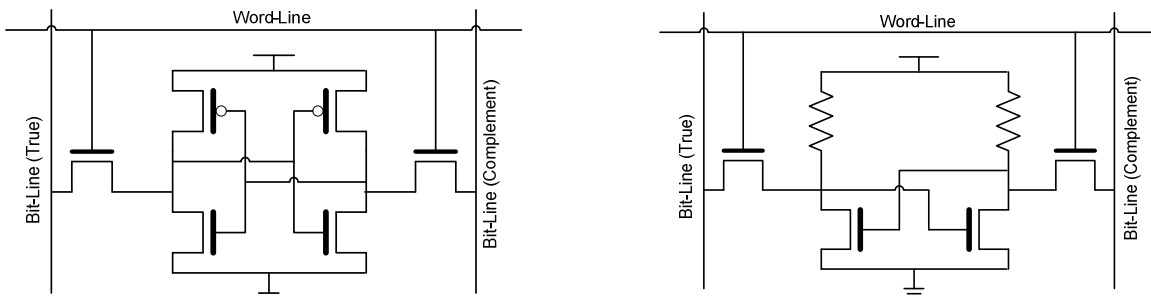 Word-Line
Bit-Line (True)
Bit-Line (Complement)
Word-Line
Bit-Line (True)
Bit-Line (Complement)